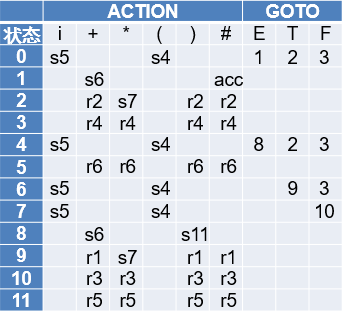 ACTION GOTO
状态 i + * ( ) # E T F
0 s5 s4 1 2 3
1 s6 acc
2 r2 s7 r2 r2
3 r4 r4 r4 r4
4 s5 s4 8 2 3
5 r6 r6 r6 r6
6 s5 s4 9 3
7 s5 s4 10
8 s6 s11
9 r1 s7 r1 r1
10 r3 r3 r3 r3
11 r5 r5 r5 r5